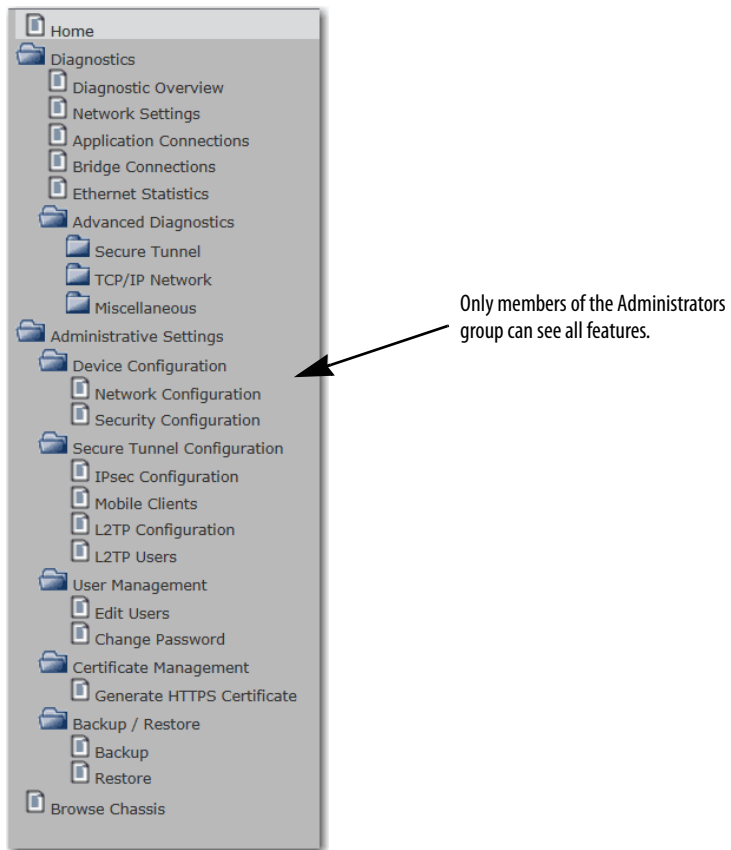 Home
Diagnostics
Diagnostic Overview
Network Settings
Application Connections
Bridge Connections
Ethernet Statistics
Advanced Diagnostics
Secure Tunnel
TCP/IP Network
Miscellaneous
Administrative Settings
Device Configuration
Network Configuration
Security Configuration
Secure Tunnel Configuration
IPsec Configuration
Mobile Clients
L2TP Configuration
L2TP Users
User Management
Edit Users
Change Password
Certificate Management
Generate HTTPS Certificate
Backup / Restore
Backup
Restore
Browse Chassis
Only members of the Administrators
group can see all features.